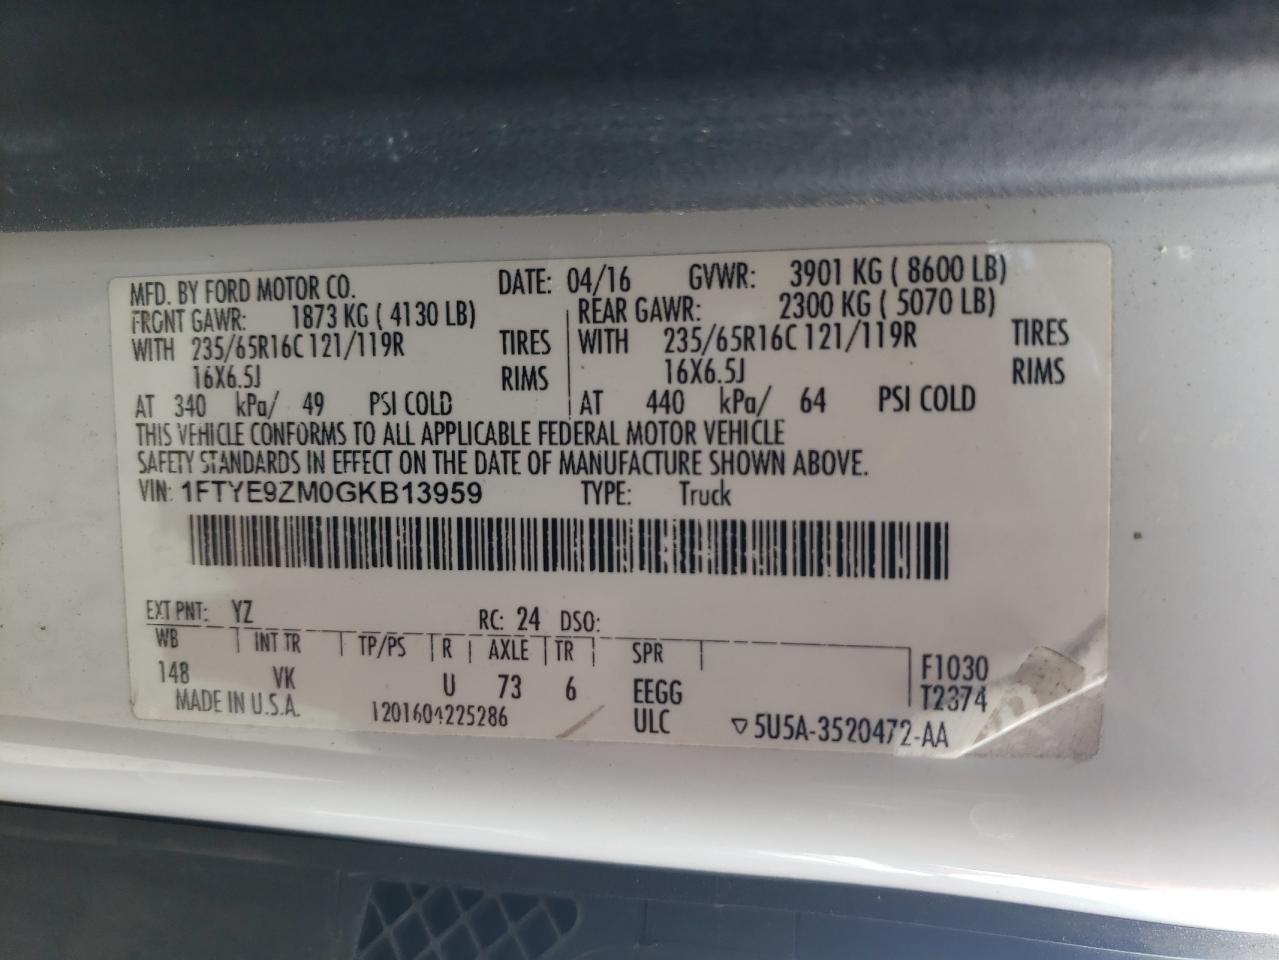 MFD. BY FORD MOTOR CO. DATE: 04/16 GVWR: 3901 KG ( 8600 LB)
FRONT GAWR: 1873 KG ( 4130 LB) REAR GAWR: 2300 KG ( 5070 LB)
WITH 235/65R16C 121/119R TIRES WITH 235/65R16C 121/119R TIRES
16X6.5J RIMS 16X6.5J RIMS
AT 340 kPa/ 49 PSI COLD AT 440 kPa/ 64 PSI COLD
THIS VEHICLE CONFORMS TO ALL APPLICABLE FEDERAL MOTOR VEHICLE
SAFETY STANDARDS IN EFFECT ON THE DATE OF MANUFACTURE SHOWN ABOVE.
VIN: 1FTYE9ZM0GKB13959 TYPE: Truck
EXT PNT: YZ RC: 24 DSO:
WB INT TR TP/PS R AXLE TR SPR
148 VK U 73 6 EEGG F1030
MADE IN U.S.A. 1201604225286 ULC T2374
▽5U5A-3520472-AA